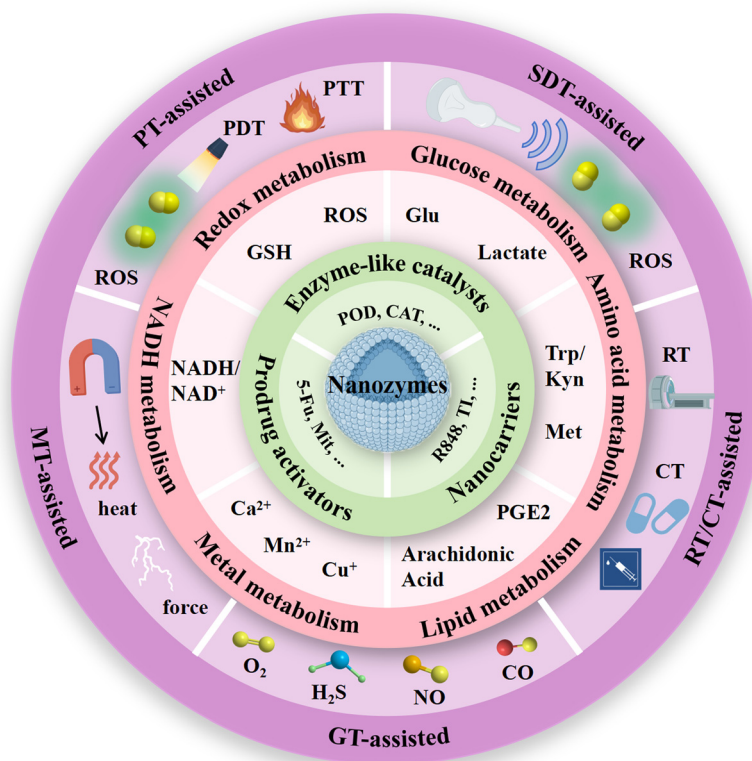 PT-assisted
SDT-assisted
RT/CT-assisted
GT-assisted
MT-assisted
PTT
PDT
ROS
ROS
RT
CT
O₂
H₂S
NO
CO
heat
force
+
−
Redox metabolism
Glucose metabolism
Amino acid metabolism
Lipid metabolism
Metal metabolism
NADH metabolism
ROS
GSH
Glu
Lactate
Trp/
Kyn
Met
PGE2
Arachidonic
Acid
Ca²⁺
Mn²⁺
Cu⁺
NADH/
NAD⁺
Enzyme-like catalysts
Nanocarriers
Prodrug activators
POD, CAT, ...
R848, TI, ...
5-Fu, Mit, ...
Nanozymes